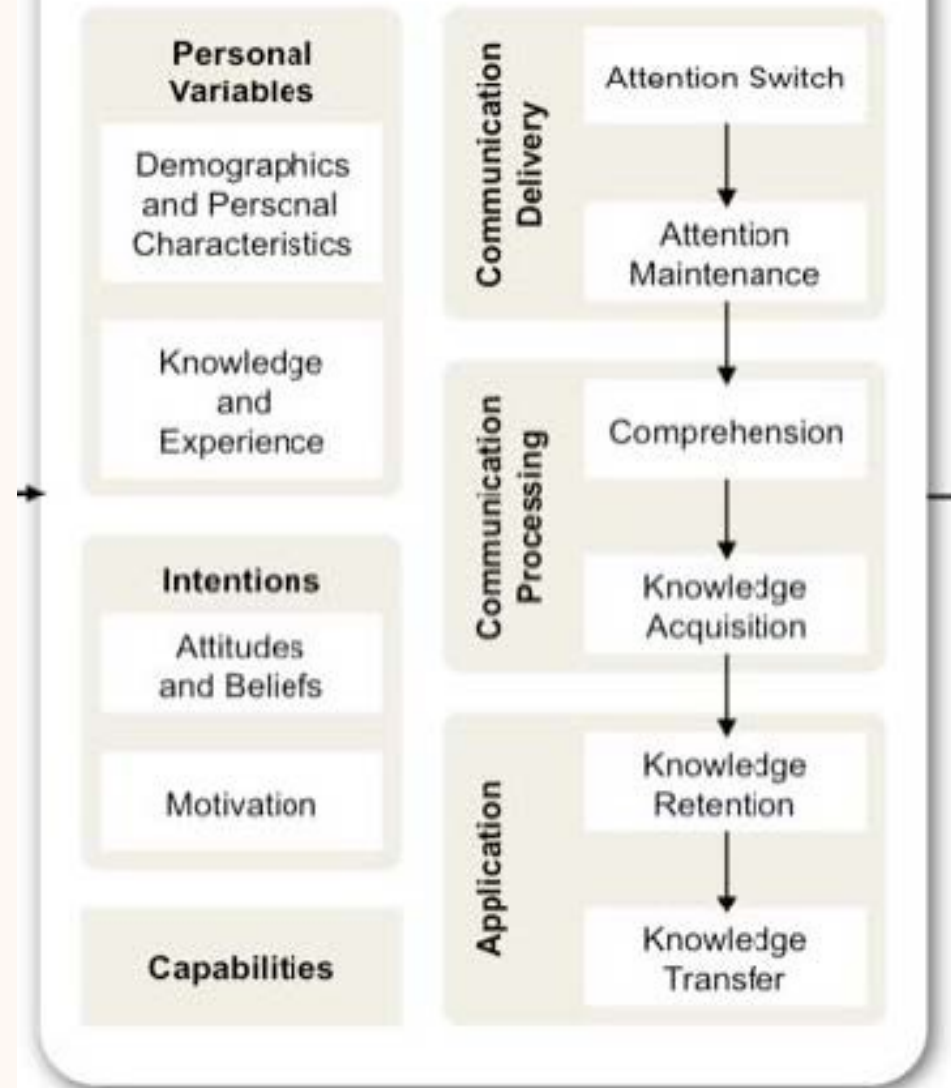 Personal
Variables
Demographics
and Personal
Characteristics
Knowledge
and
Experience
Intentions
Attitudes
and Beliefs
Motivation
Capabilities
Communication
Delivery
Attention Switch
Attention
Maintenance
Communication
Processing
Comprehension
Knowledge
Acquisition
Application
Knowledge
Retention
Knowledge
Transfer